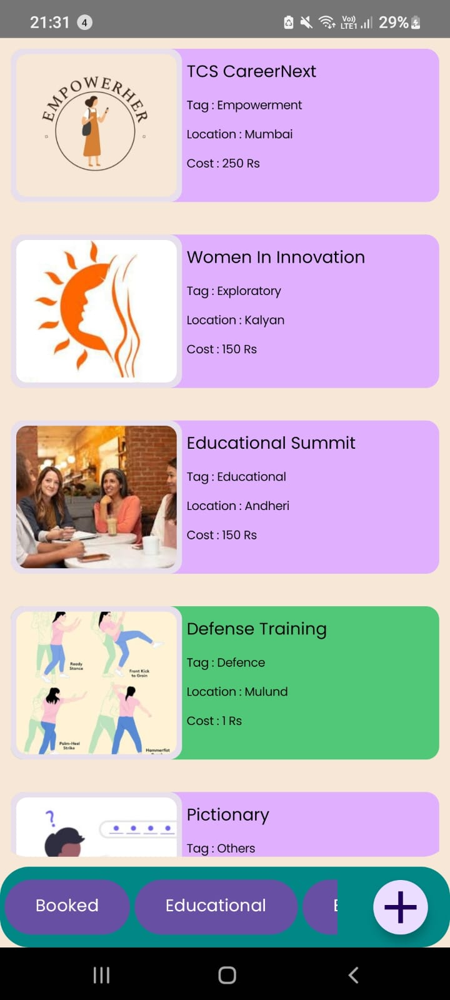 21:31 4 Vo)) LTE1 29%
EMPOWERHER
TCS CareerNext
Tag : Empowerment
Location : Mumbai
Cost : 250 Rs
Women In Innovation
Tag : Exploratory
Location : Kalyan
Cost : 150 Rs
Educational Summit
Tag : Educational
Location : Andheri
Cost : 150 Rs
Ready
Stance
Front Kick
to Groin
Palm-Heel
Strike
Hammerfist
Defense Training
Tag : Defence
Location : Mulund
Cost : 1 Rs
?
Pictionary
Tag : Others
Booked
Educational